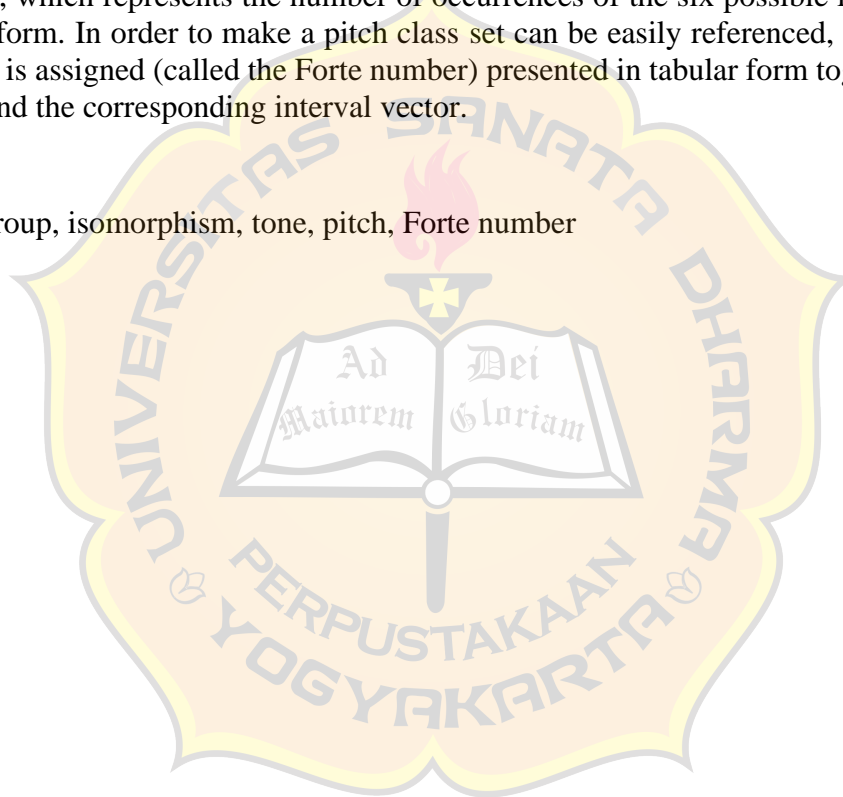 , which represents the number of occurrences of the six possible
form. In order to make a pitch class set can be easily referenced,
is assigned (called the Forte number) presented in tabular form
nd the corresponding interval vector.
roup, isomorphism, tone, pitch, Forte number
UNIVERSITAS SANATA DHARMA
Ad Maiorem
Dei Gloriam
PERPUSTAKAAN
YOGYAKARTA